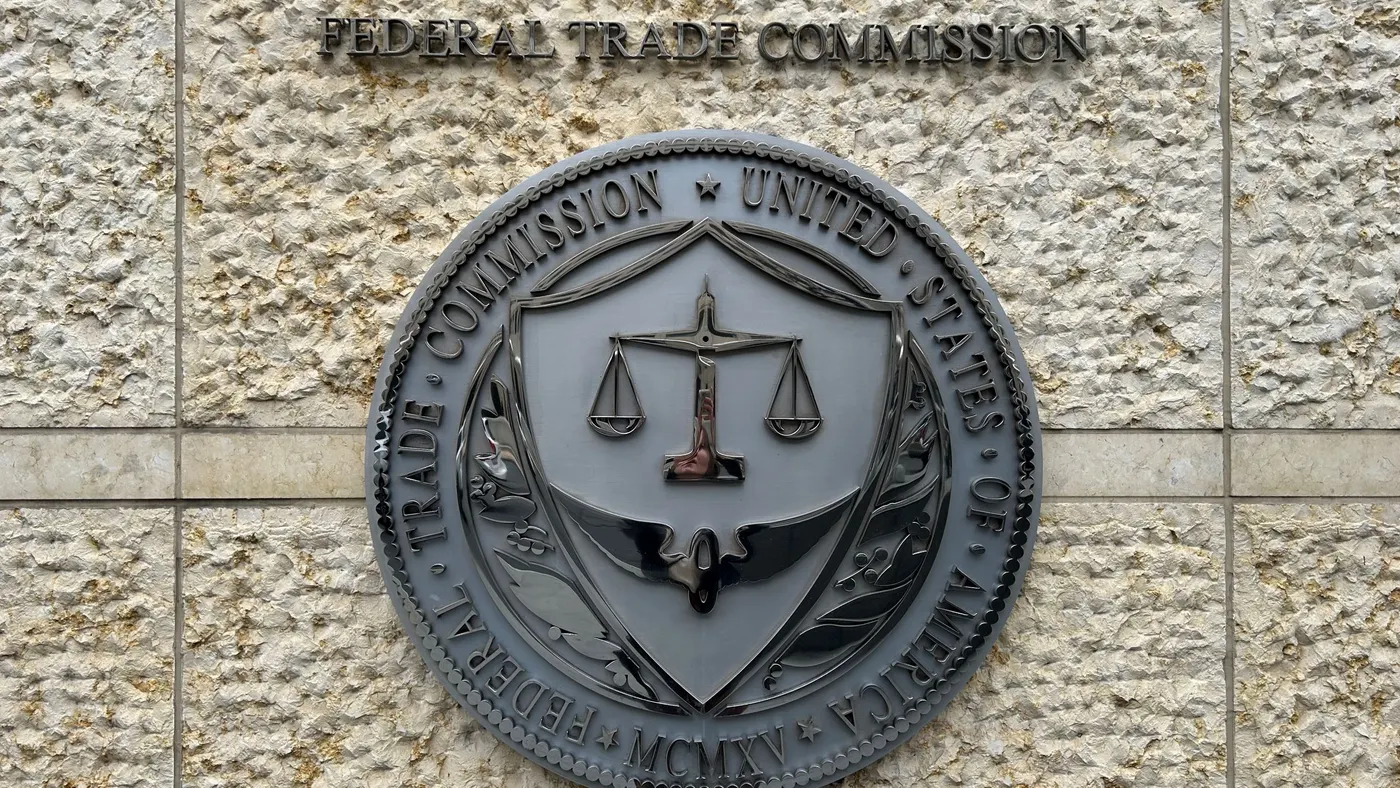 FEDERAL TRADE COMMISSION
FEDERAL · TRADE · COMMISSION ★ UNITED · STATES · OF · AMERICA
★ MCMXV ★